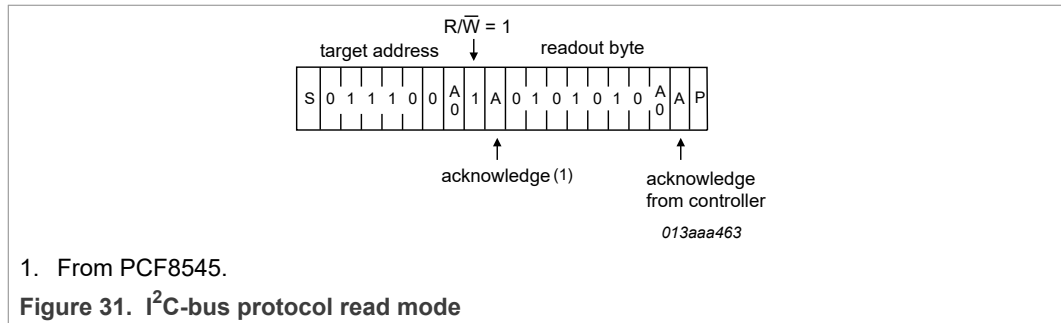 R/W̅ = 1
target address readout byte
S 0 1 1 1 0 0 A0 1 A 0 1 0 1 0 1 0 A0 A P
acknowledge (1) acknowledge
from controller
013aaa463
1. From PCF8545.
Figure 31. I²C-bus protocol read mode